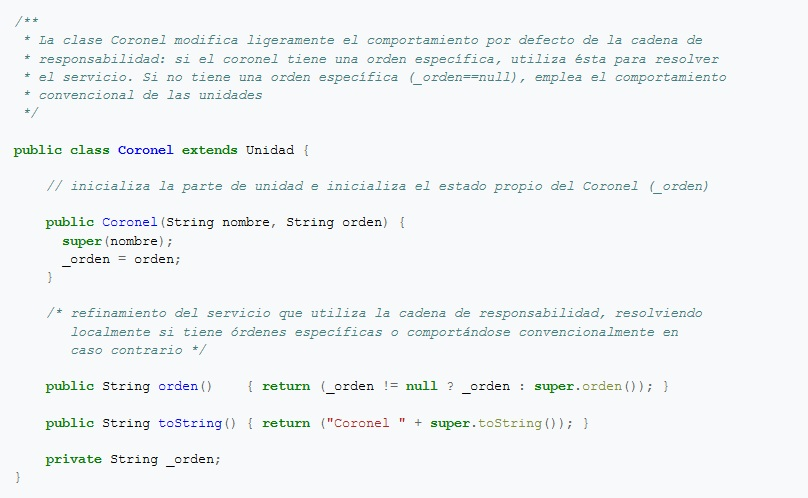 /**
 * La clase Coronel modifica ligeramente el comportamiento por defecto de la cadena de
 * responsabilidad: si el coronel tiene una orden específica, utiliza ésta para resolver
 * el servicio. Si no tiene una orden específica (_orden==null), emplea el comportamiento
 * convencional de las unidades
 */
public class Coronel extends Unidad {
    // inicializa la parte de unidad e inicializa el estado propio del Coronel (_orden)
    public Coronel(String nombre, String orden) {
      super(nombre);
      _orden = orden;
    }
    /* refinamiento del servicio que utiliza la cadena de responsabilidad, resolviendo
       localmente si tiene órdenes específicas o comportándose convencionalmente en
       caso contrario */
    public String orden()    { return (_orden != null ? _orden : super.orden()); }
    public String toString() { return ("Coronel " + super.toString()); }
    private String _orden;
}